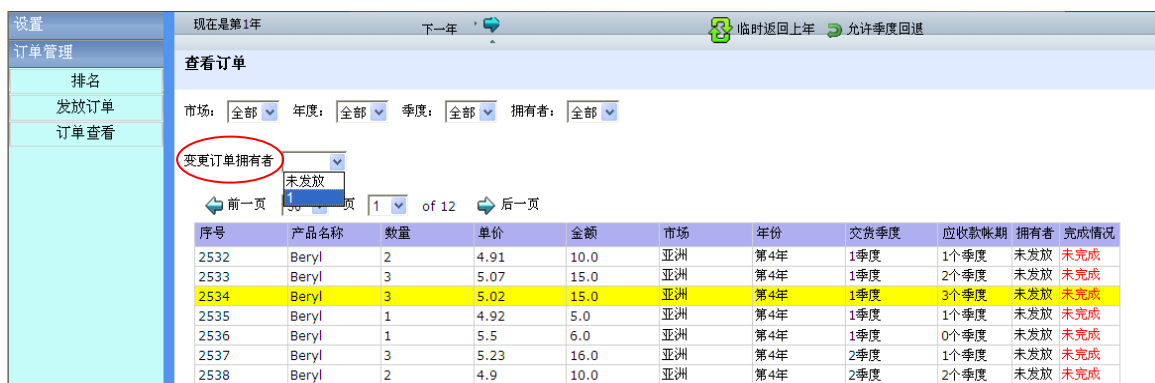 设置
现在是第1年 下一年 临时返回上年 允许季度回退
订单管理
查看订单
排名
发放订单
订单查看
市场： 全部 年度： 全部 季度： 全部 拥有者： 全部
变更订单拥有者
未发放
1
前一页 页 1 of 12 后一页
序号 产品名称 数量 单价 金额 市场 年份 交货季度 应收款帐期 拥有者 完成情况
2532 Beryl 2 4.91 10.0 亚洲 第4年 1季度 1个季度 未发放 未完成
2533 Beryl 3 5.07 15.0 亚洲 第4年 1季度 2个季度 未发放 未完成
2534 Beryl 3 5.02 15.0 亚洲 第4年 1季度 3个季度 未发放 未完成
2535 Beryl 1 4.92 5.0 亚洲 第4年 1季度 1个季度 未发放 未完成
2536 Beryl 1 5.5 6.0 亚洲 第4年 1季度 0个季度 未发放 未完成
2537 Beryl 3 5.23 16.0 亚洲 第4年 2季度 1个季度 未发放 未完成
2538 Beryl 2 4.9 10.0 亚洲 第4年 2季度 2个季度 未发放 未完成